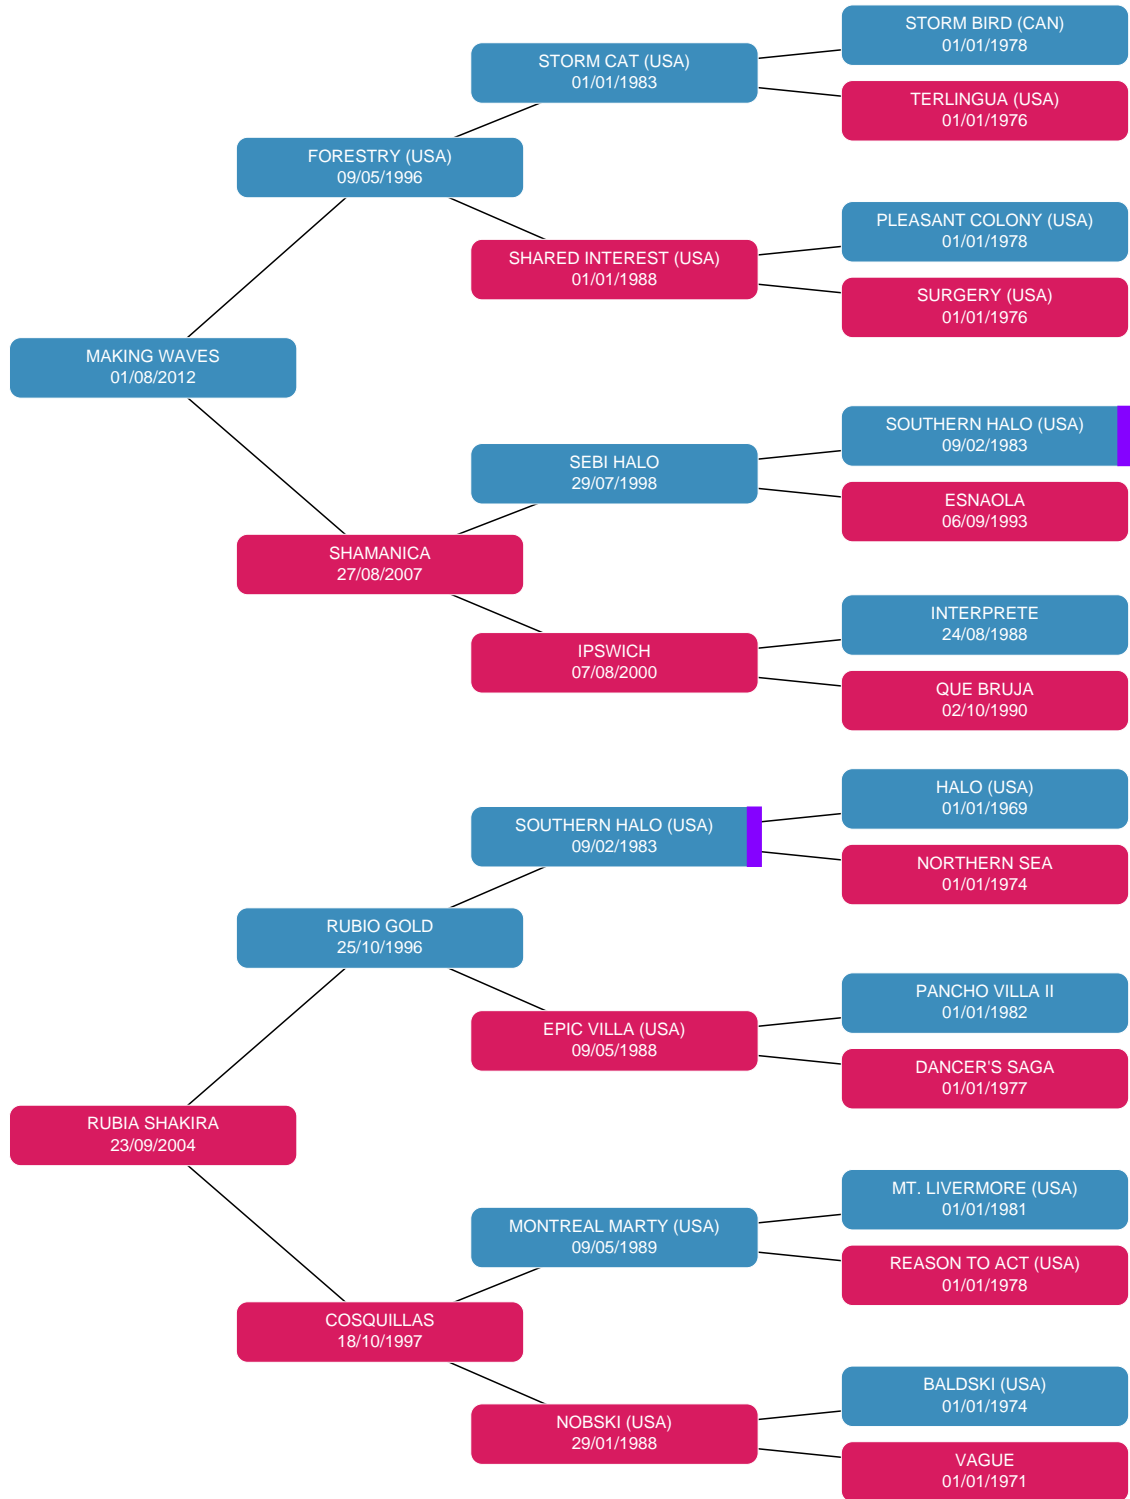 STORM BIRD (CAN)
01/01/1978
STORM CAT (USA)
01/01/1983
TERLINGUA (USA)
01/01/1976
FORESTRY (USA)
09/05/1996
PLEASANT COLONY (USA)
01/01/1978
SHARED INTEREST (USA)
01/01/1988
SURGERY (USA)
01/01/1976
MAKING WAVES
01/08/2012
SOUTHERN HALO (USA)
09/02/1983
SEBI HALO
29/07/1998
ESNAOLA
06/09/1993
SHAMANICA
27/08/2007
INTERPRETE
24/08/1988
IPSWICH
07/08/2000
QUE BRUJA
02/10/1990
HALO (USA)
01/01/1969
SOUTHERN HALO (USA)
09/02/1983
NORTHERN SEA
01/01/1974
RUBIO GOLD
25/10/1996
PANCHO VILLA II
01/01/1982
EPIC VILLA (USA)
09/05/1988
DANCER'S SAGA
01/01/1977
RUBIA SHAKIRA
23/09/2004
MT. LIVERMORE (USA)
01/01/1981
MONTREAL MARTY (USA)
09/05/1989
REASON TO ACT (USA)
01/01/1978
COSQUILLAS
18/10/1997
BALDSKI (USA)
01/01/1974
NOBSKI (USA)
29/01/1988
VAGUE
01/01/1971